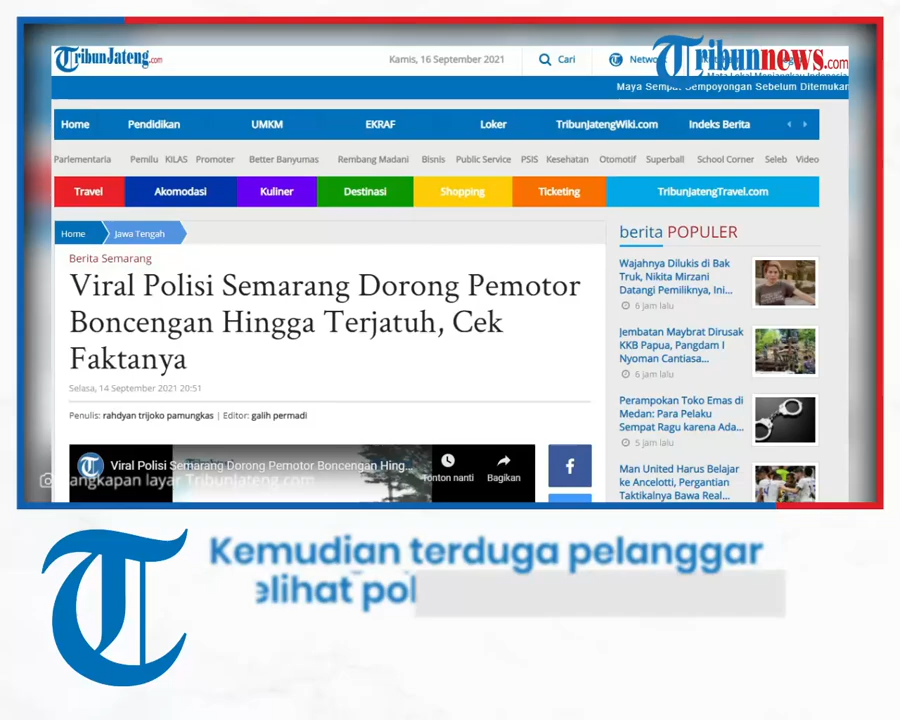 TribunJateng.com
Kamis, 16 September 2021
Cari
Tribunnews.com
Mata Lokal Menjangkau Indonesia
Maya Sempat Sempoyongan Sebelum Ditemukan
Home Pendidikan UMKM EKRAF Loker TribunJatengWiki.com Indeks Berita
Parlementaria Pemilu KILAS Promoter Better Banyumas Rembang Madani Bisnis Public Service PSIS Kesehatan Otomotif Superball School Corner Seleb Video
Travel Akomodasi Kuliner Destinasi Shopping Ticketing TribunJatengTravel.com
Home Jawa Tengah
Berita Semarang
Viral Polisi Semarang Dorong Pemotor
Boncengan Hingga Terjatuh, Cek
Faktanya
Selasa, 14 September 2021 20:51
Penulis: rahdyan trijoko pamungkas | Editor: galih permadi
Viral Polisi Semarang Dorong Pemotor Boncengan Hing...
Tonton nanti
Bagikan
angkapan layar TribunJateng.com
berita POPULER
Wajahnya Dilukis di Bak
Truk, Nikita Mirzani
Datangi Pemiliknya, Ini...
6 jam lalu
Jembatan Maybrat Dirusak
KKB Papua, Pangdam I
Nyoman Cantiasa...
6 jam lalu
Perampokan Toko Emas di
Medan: Para Pelaku
Sempat Ragu karena Ada...
5 jam lalu
Man United Harus Belajar
ke Ancelotti, Pergantian
Taktikalnya Bawa Real...
Kemudian terduga pelanggar
elihat pol